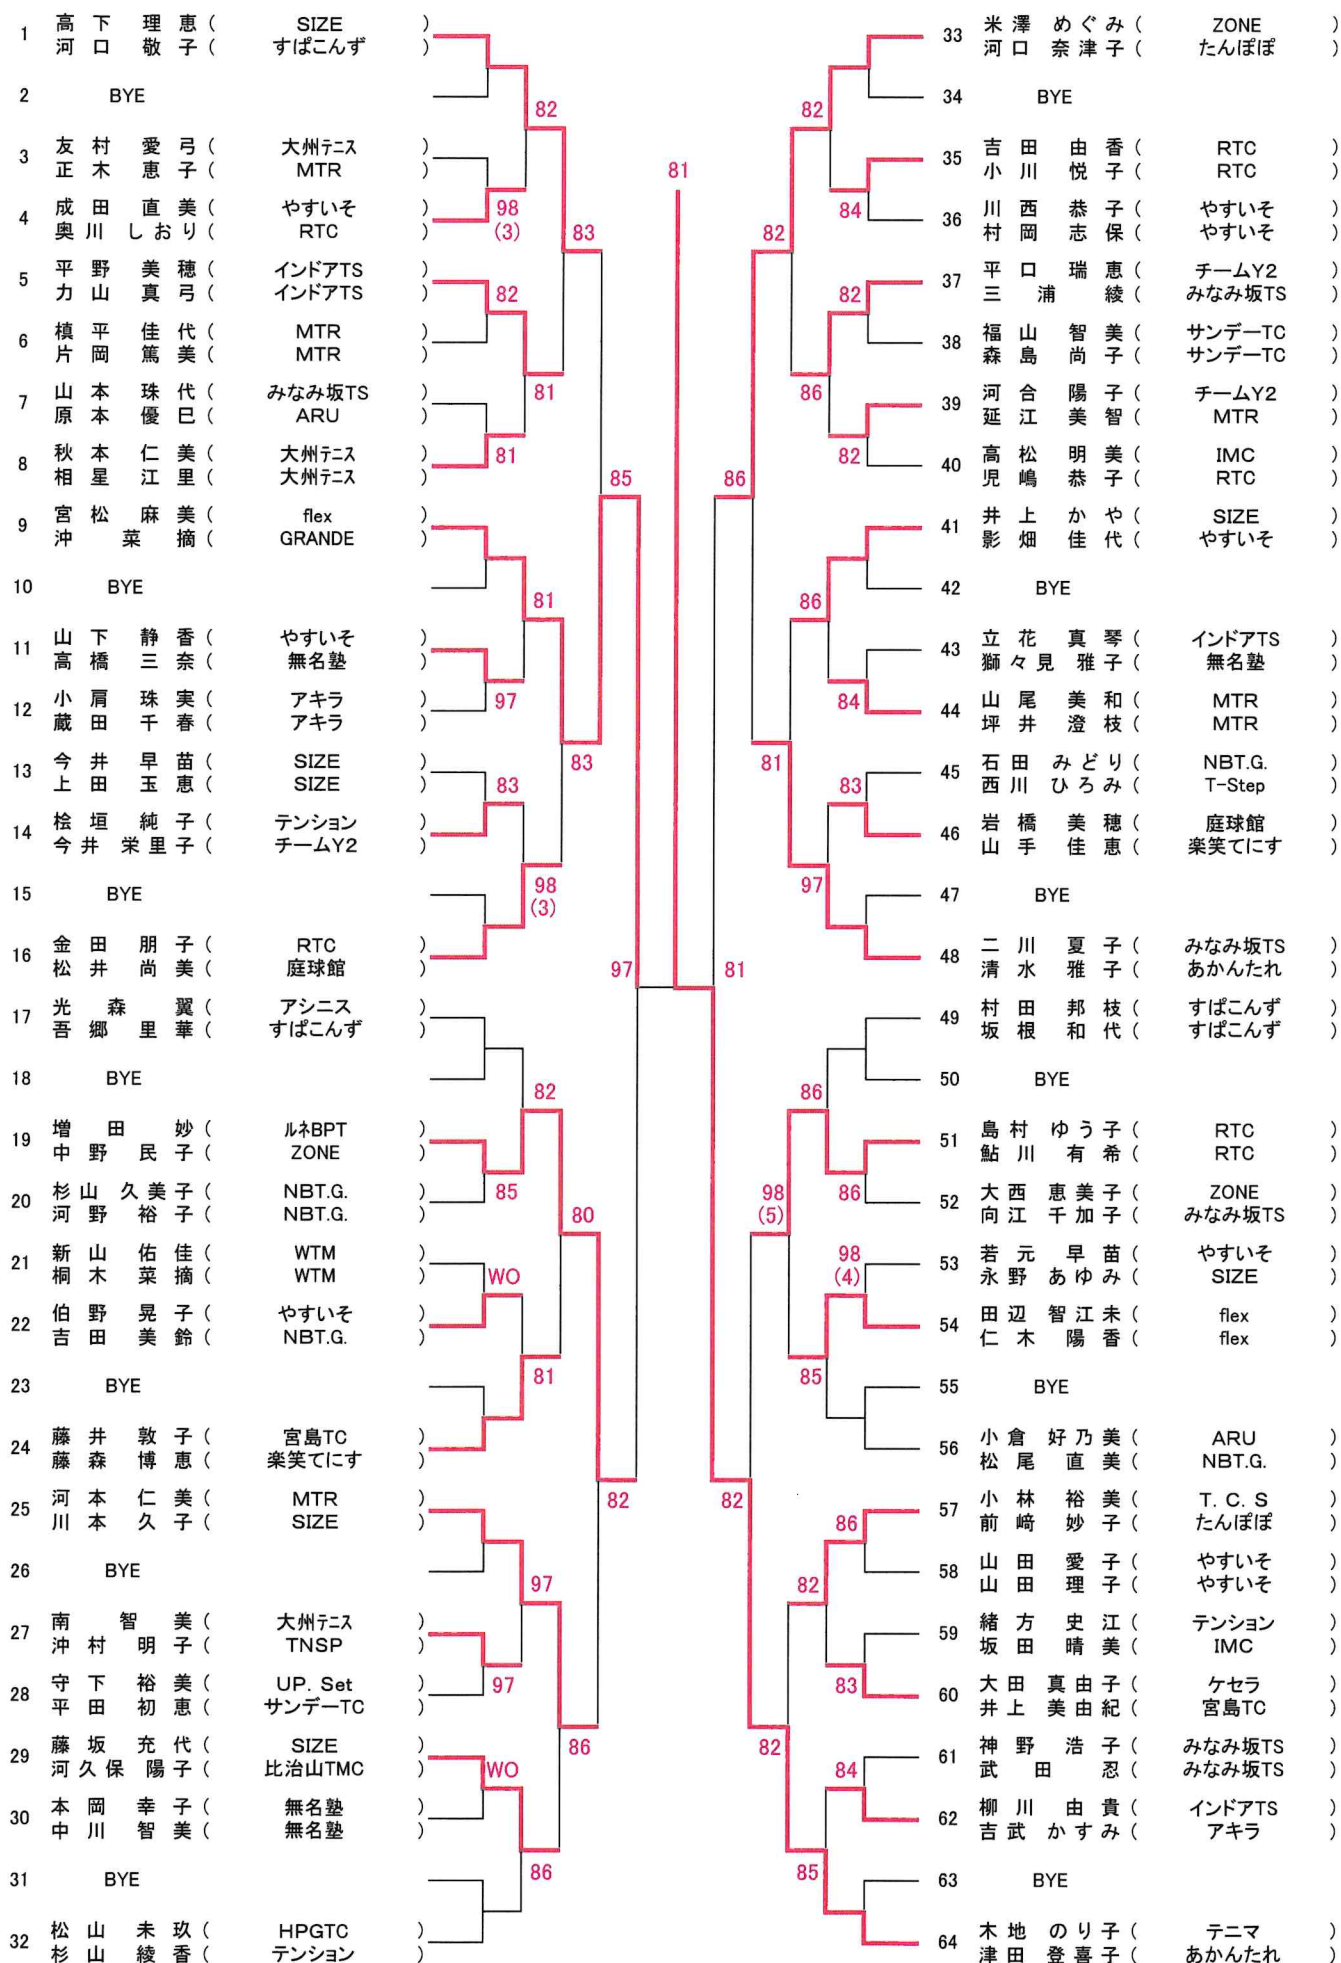 1 高下 理恵 ( SIZE )
河口 敬子 ( すぱこんず )
2 BYE
82
3 友村 愛弓 ( 大州テニス )
正木 恵子 ( MTR )
4 成田 直美 ( やすいそ )
奥川 しおり ( RTC )
98
(3)
83
5 平野 美穂 ( インドアTS )
力山 真弓 ( インドアTS )
82
6 槙平 佳代 ( MTR )
片岡 篤美 ( MTR )
81
7 山本 珠代 ( みなみ坂TS )
原本 優巳 ( ARU )
8 秋本 仁美 ( 大州テニス )
相星 江里 ( 大州テニス )
81
85
9 宮松 麻美 ( flex )
沖 菜摘 ( GRANDE )
10 BYE
81
11 山下 静香 ( やすいそ )
高橋 三奈 ( 無名塾 )
12 小肩 珠実 ( アキラ )
蔵田 千春 ( アキラ )
97
83
13 今井 早苗 ( SIZE )
上田 玉恵 ( SIZE )
83
14 桧垣 純子 ( テンション )
今井 栄里子 ( チームY2 )
15 BYE
98
(3)
16 金田 朋子 ( RTC )
松井 尚美 ( 庭球館 )
97
17 光森 翼 ( アシニス )
吾郷 里華 ( すぱこんず )
18 BYE
82
19 増田 妙 ( ルネBPT )
中野 民子 ( ZONE )
20 杉山 久美子 ( NBT.G. )
河野 裕子 ( NBT.G. )
85
80
21 新山 佑佳 ( WTM )
桐木 菜摘 ( WTM )
WO
22 伯野 晃子 ( やすいそ )
吉田 美鈴 ( NBT.G. )
23 BYE
81
24 藤井 敦子 ( 宮島TC )
藤森 博恵 ( 楽笑てにす )
82
25 河本 仁美 ( MTR )
川本 久子 ( SIZE )
26 BYE
97
27 南 智美 ( 大州テニス )
沖村 明子 ( TNSP )
28 守下 裕美 ( UP. Set )
平田 初恵 ( サンデーTC )
97
86
29 藤坂 充代 ( SIZE )
河久保 陽子 ( 比治山TMC )
WO
30 本岡 幸子 ( 無名塾 )
中川 智美 ( 無名塾 )
31 BYE
86
32 松山 未玖 ( HPGTC )
杉山 綾香 ( テンション )
81
33 米澤 めぐみ ( ZONE )
河口 奈津子 ( たんぽぽ )
34 BYE
82
35 吉田 由香 ( RTC )
小川 悦子 ( RTC )
84
36 川西 恭子 ( やすいそ )
村岡 志保 ( やすいそ )
82
37 平口 瑞恵 ( チームY2 )
三浦 綾 ( みなみ坂TS )
82
38 福山 智美 ( サンデーTC )
森島 尚子 ( サンデーTC )
86
39 河合 陽子 ( チームY2 )
延江 美智 ( MTR )
82
40 高松 明美 ( IMC )
児嶋 恭子 ( RTC )
86
41 井上 かや ( SIZE )
影畑 佳代 ( やすいそ )
42 BYE
86
43 立花 真琴 ( インドアTS )
獅々見 雅子 ( 無名塾 )
84
44 山尾 美和 ( MTR )
坪井 澄枝 ( MTR )
81
45 石田 みどり ( NBT.G. )
西川 ひろみ ( T-Step )
83
46 岩橋 美穂 ( 庭球館 )
山手 佳恵 ( 楽笑てにす )
97
47 BYE
48 二川 夏子 ( みなみ坂TS )
清水 雅子 ( あかんたれ )
81
49 村田 邦枝 ( すぱこんず )
坂根 和代 ( すぱこんず )
50 BYE
86
51 島村 ゆう子 ( RTC )
鮎川 有希 ( RTC )
86
52 大西 恵美子 ( ZONE )
向江 千加子 ( みなみ坂TS )
98
(5)
53 若元 早苗 ( やすいそ )
永野 あゆみ ( SIZE )
98
(4)
54 田辺 智江未 ( flex )
仁木 陽香 ( flex )
85
55 BYE
56 小倉 好乃美 ( ARU )
松尾 直美 ( NBT.G. )
82
57 小林 裕美 ( T. C. S )
前﨑 妙子 ( たんぽぽ )
86
58 山田 愛子 ( やすいそ )
山田 理子 ( やすいそ )
82
59 緒方 史江 ( テンション )
坂田 晴美 ( IMC )
83
60 大田 真由子 ( ケセラ )
井上 美由紀 ( 宮島TC )
82
61 神野 浩子 ( みなみ坂TS )
武田 忍 ( みなみ坂TS )
84
62 柳川 由貴 ( インドアTS )
吉武 かすみ ( アキラ )
85
63 BYE
64 木地 のり子 ( テニマ )
津田 登喜子 ( あかんたれ )